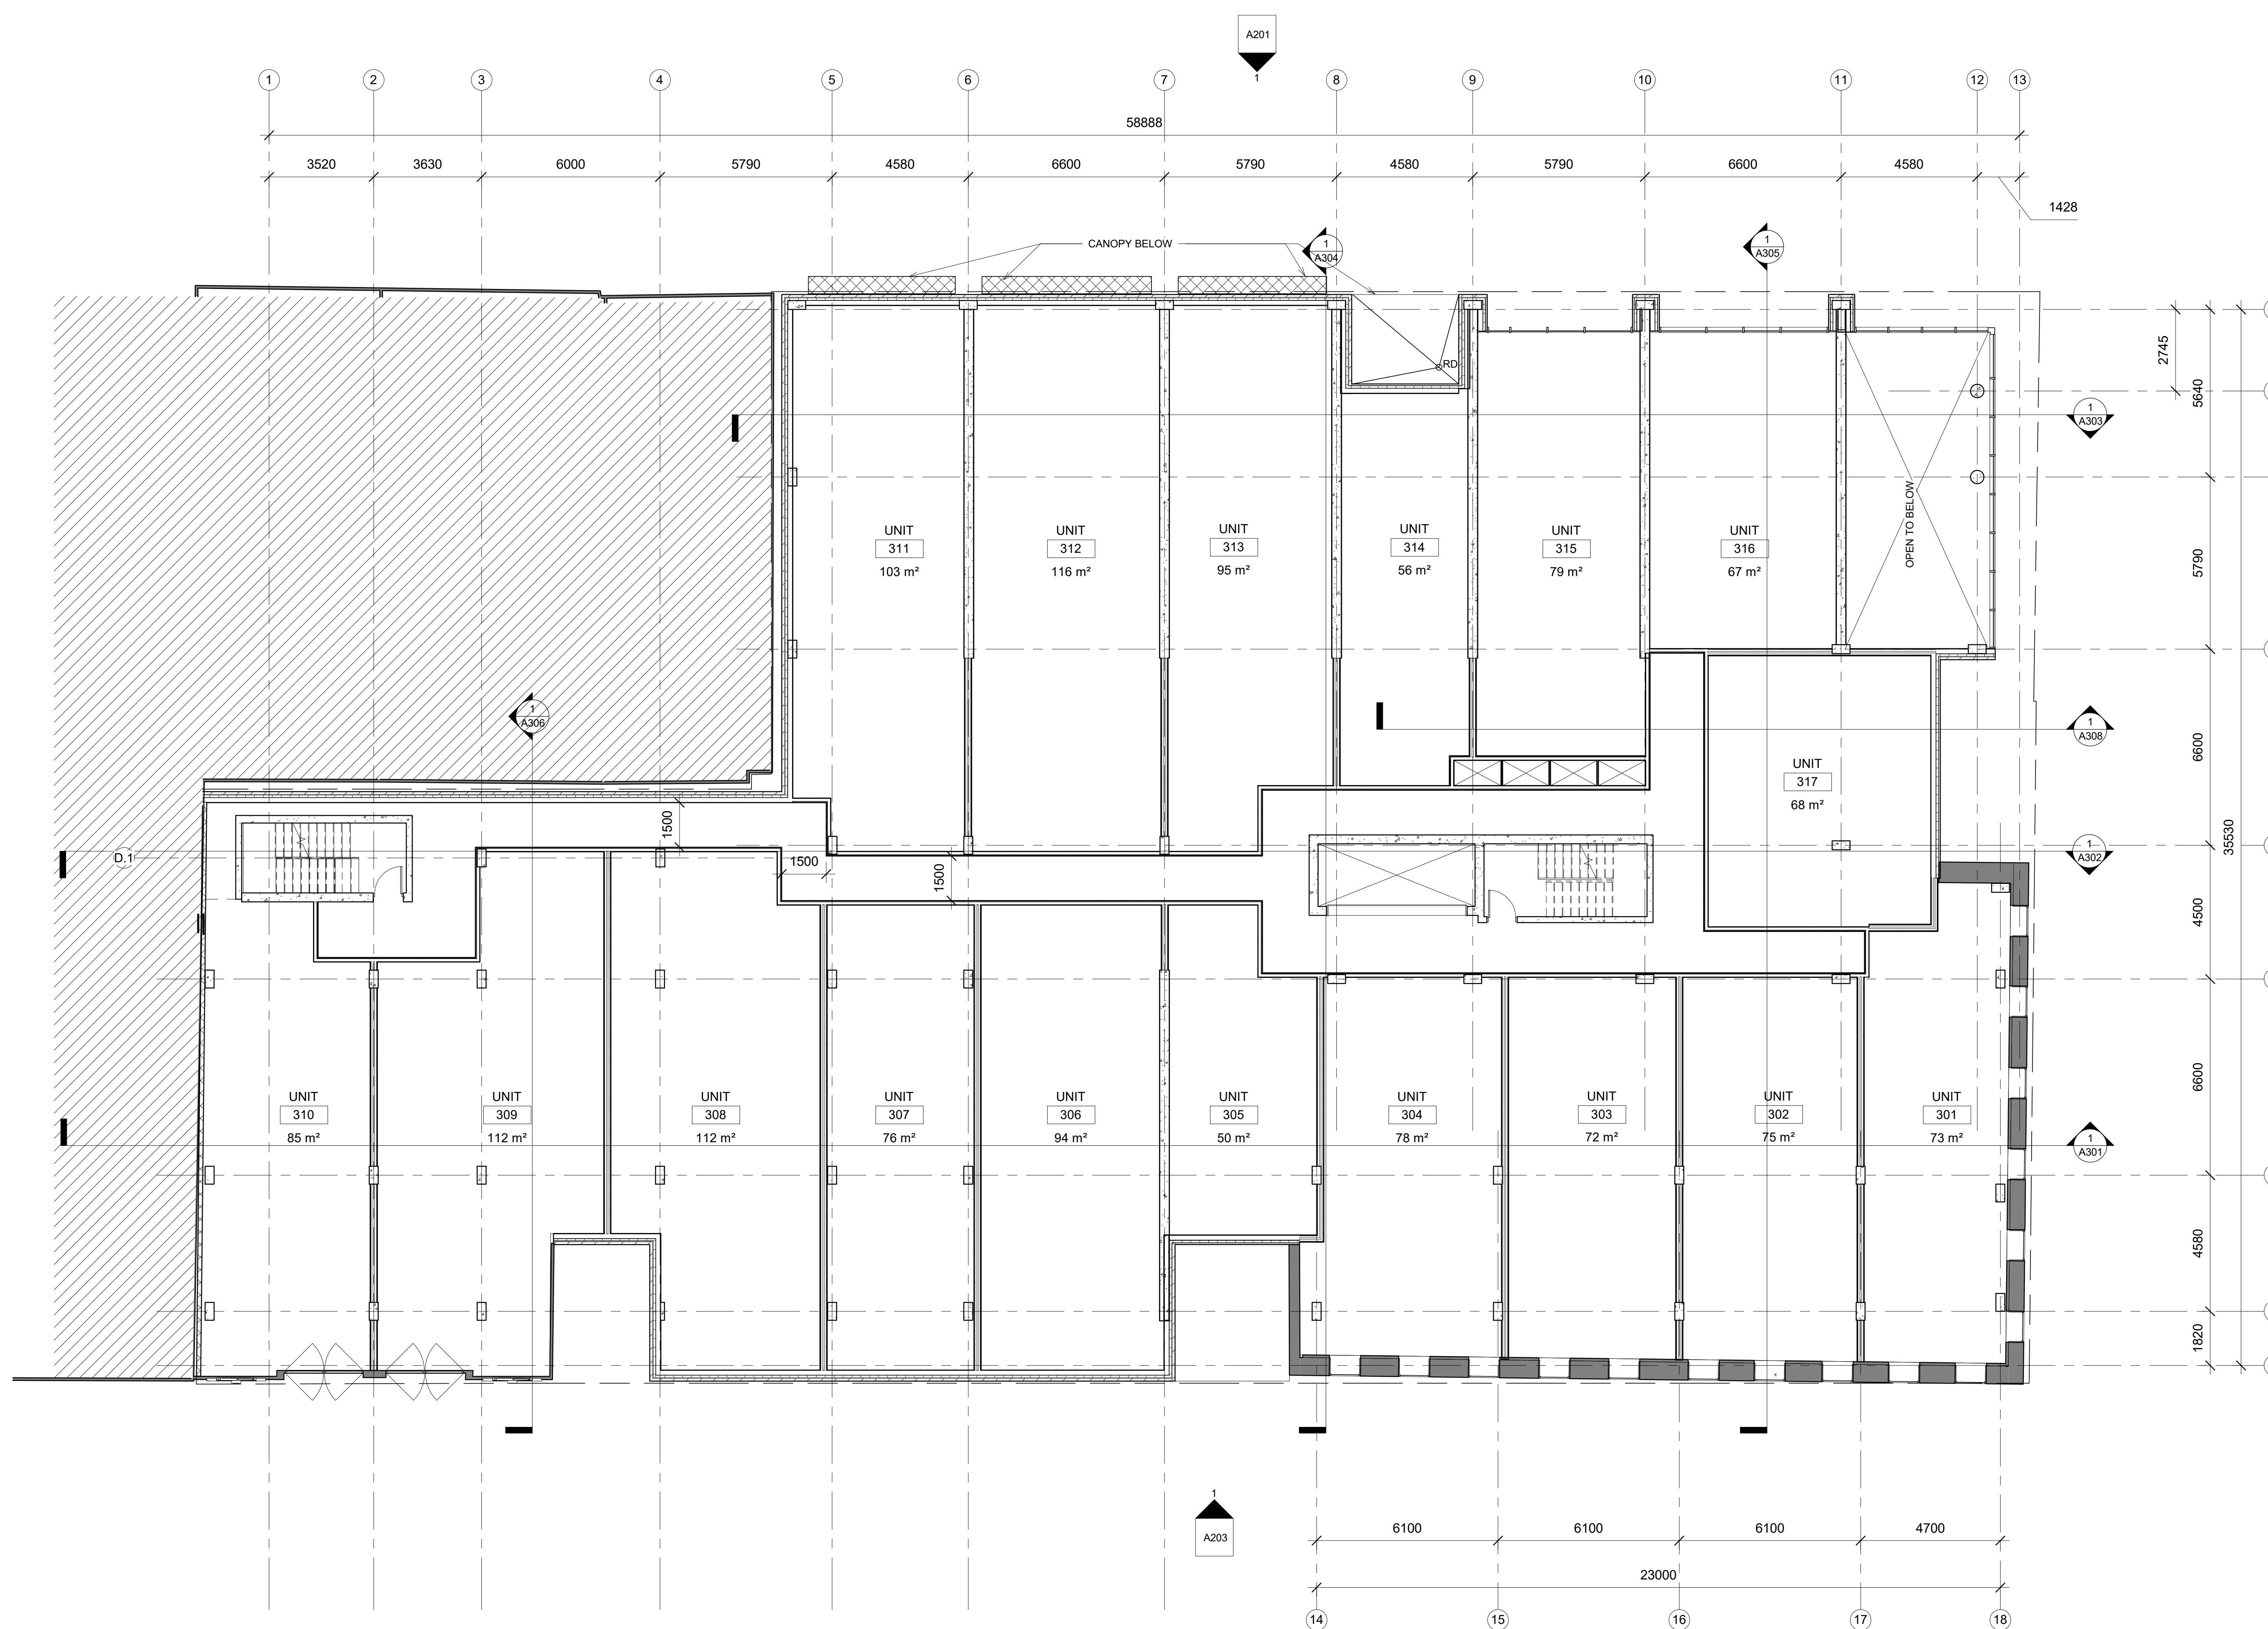 A201
1
1 2 3 4 5 6 7 8 9 10 11 12 13
58888
3520 3630 6000 5790 4580 6600 5790 4580 5790 6600 4580
1428
CANOPY BELOW
1
A304
1
A305
2745
5640
RD
1
A303
OPEN TO BELOW
UNIT
311
103 m²
UNIT
312
116 m²
UNIT
313
95 m²
UNIT
314
56 m²
UNIT
315
79 m²
UNIT
316
67 m²
5790
1
A306
1
A308
6600
UNIT
317
68 m²
1500
1500
1500
D.1
1
A302
35530
4500
UNIT
310
85 m²
UNIT
309
112 m²
UNIT
308
112 m²
UNIT
307
76 m²
UNIT
306
94 m²
UNIT
305
50 m²
UNIT
304
78 m²
UNIT
303
72 m²
UNIT
302
75 m²
UNIT
301
73 m²
6600
1
A301
4580
1820
1
A203
6100 6100 6100 4700
23000
14 15 16 17 18